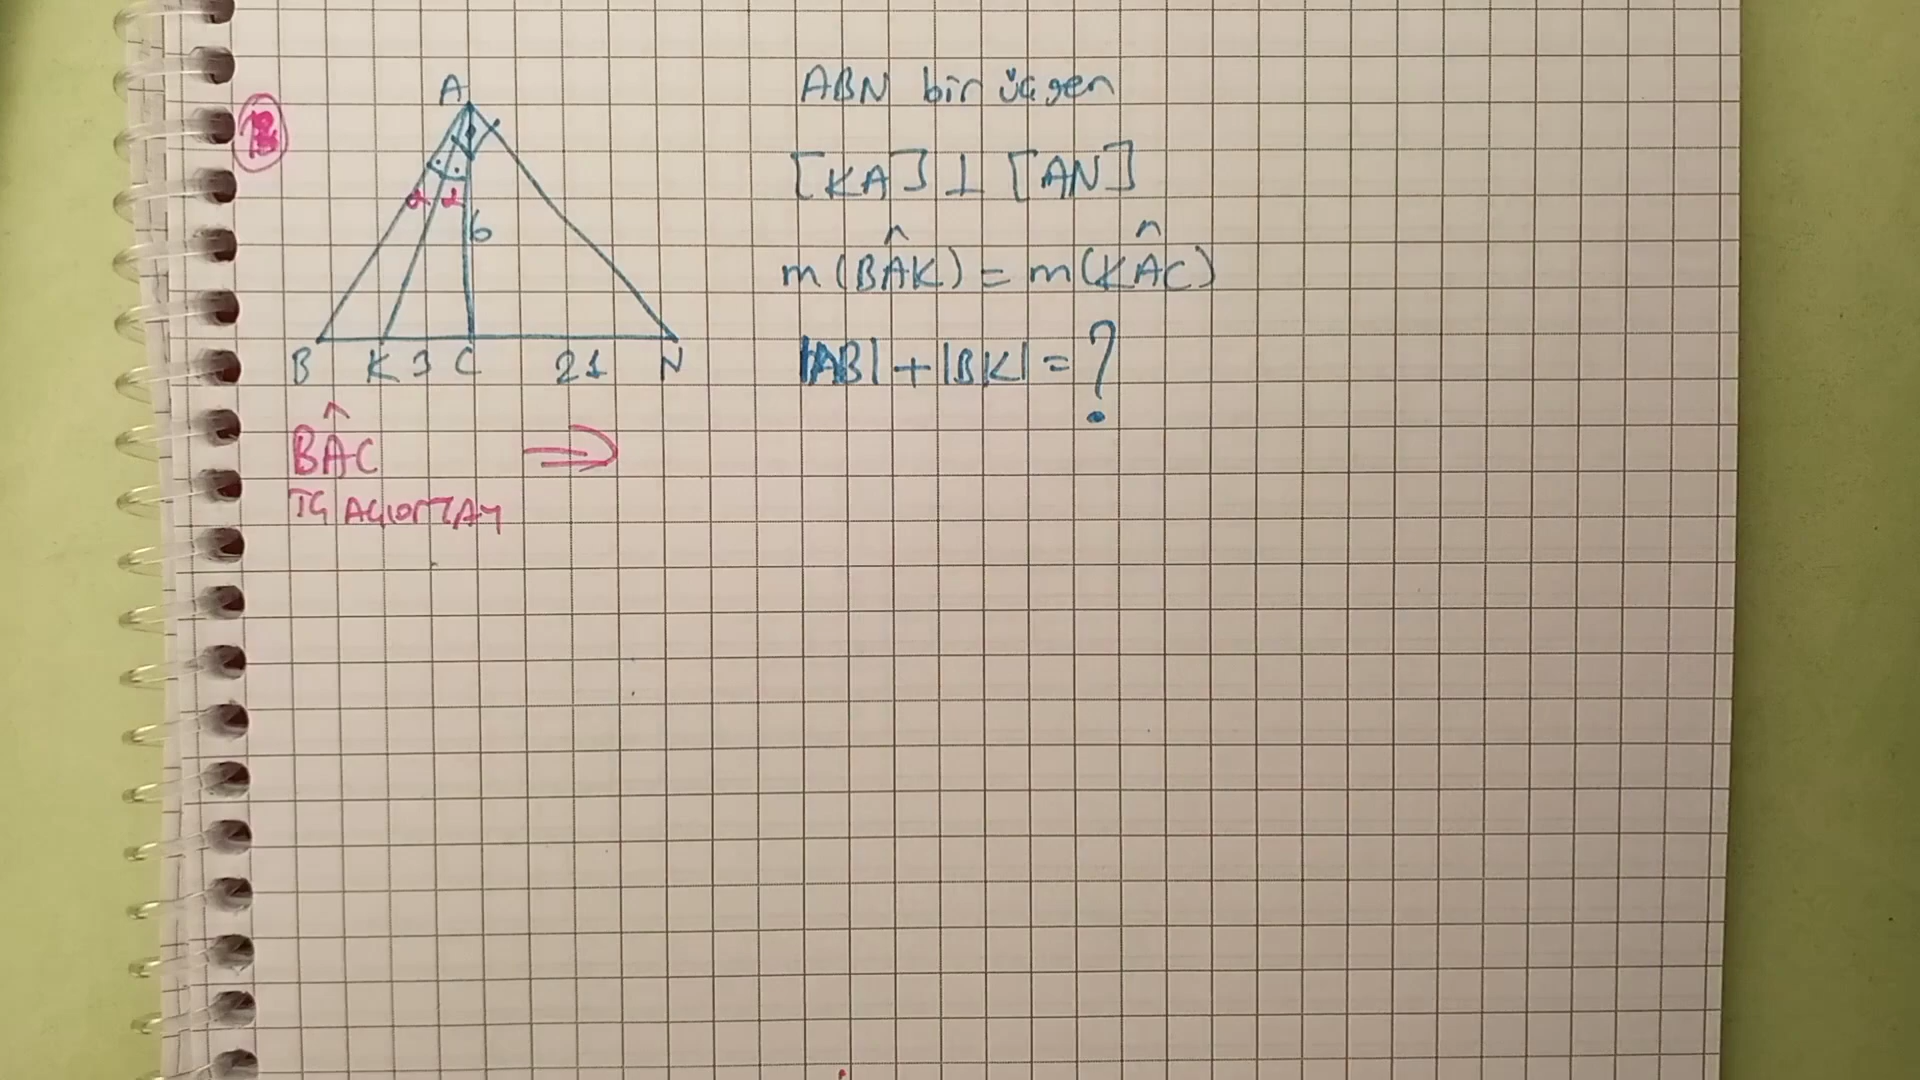 A
α α
6
B K 3 C 21 N
ABN bir üçgen
[KA] ⊥ [AN]
m(BÂK) = m(KÂC)
|AB| + |BK| = ?
BÂC ⇒
İÇ AÇIORTAY